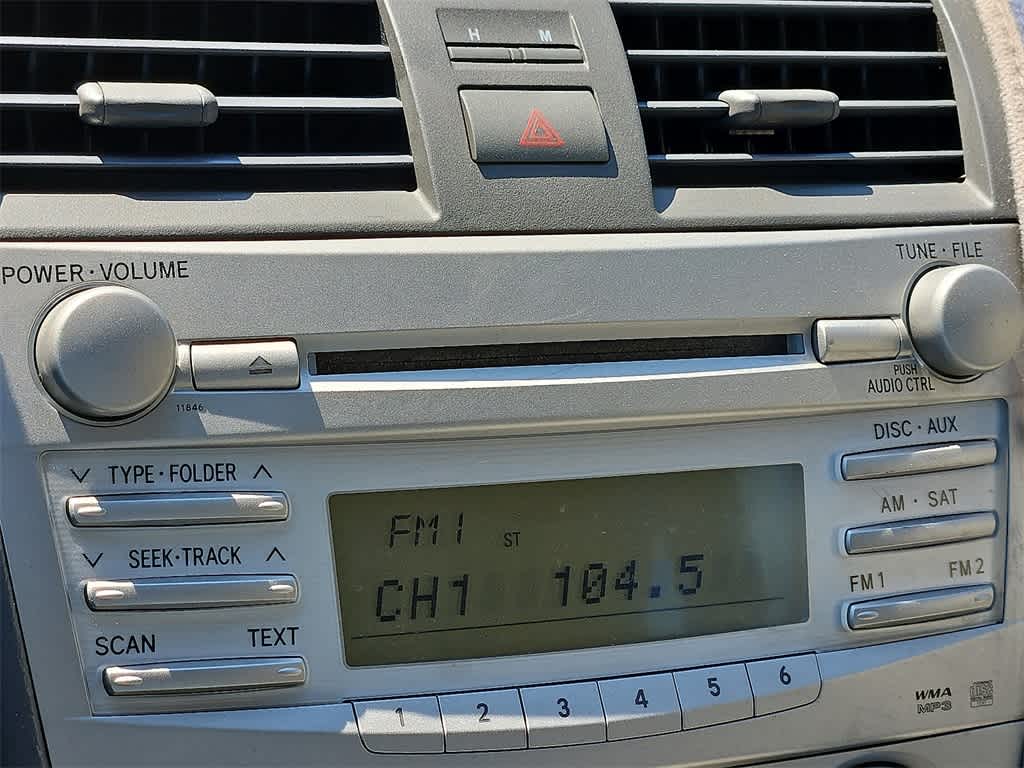 H M
POWER·VOLUME
TUNE · FILE
PUSH
AUDIO CTRL
11846
DISC · AUX
TYPE·FOLDER
AM · SAT
SEEK·TRACK
FM1 FM2
SCAN TEXT
FM1 ST
CH1 104.5
1 2 3 4 5 6
WMA
MP3